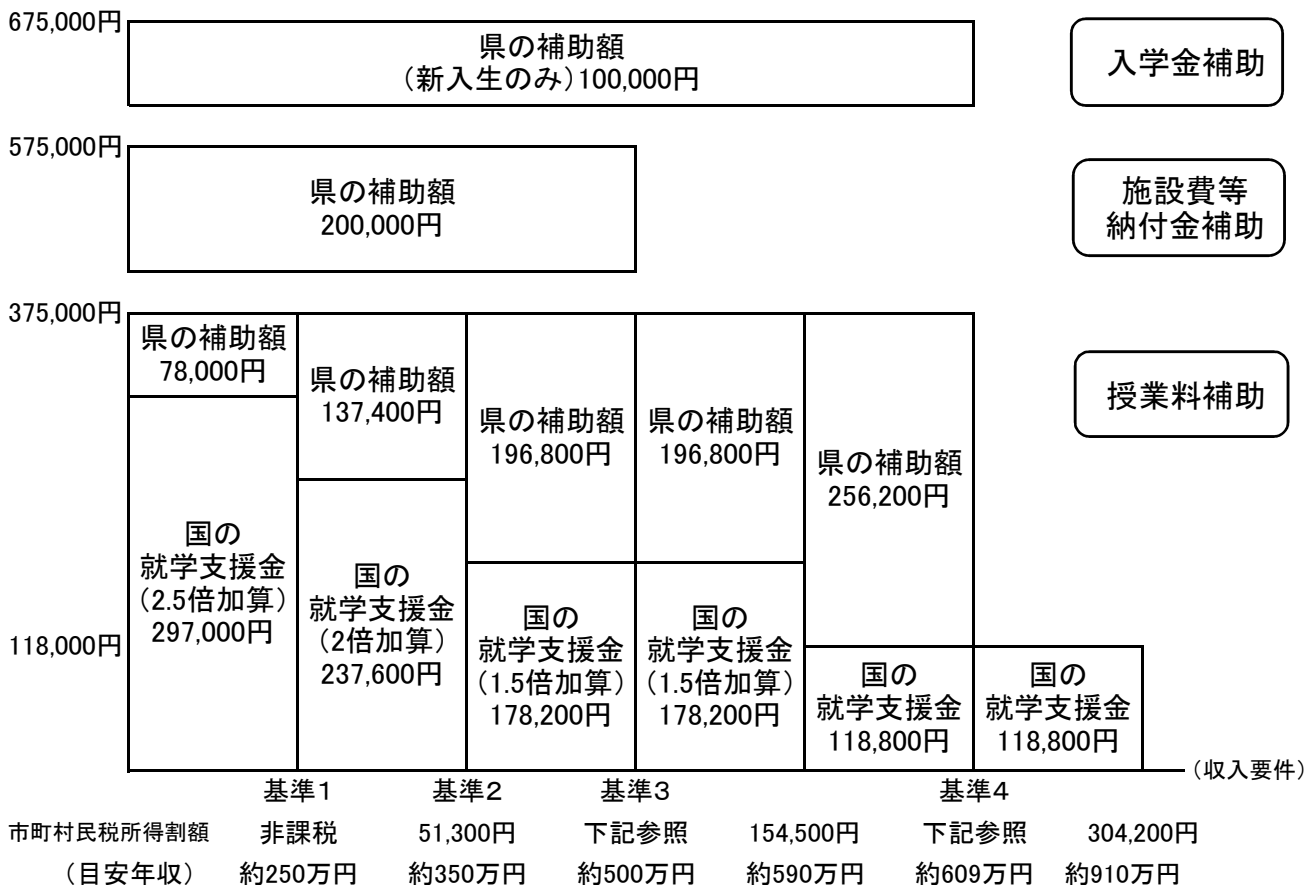 675,000円
県の補助額
（新入生のみ）100,000円
入学金補助
575,000円
県の補助額
200,000円
施設費等
納付金補助
375,000円
県の補助額
78,000円
県の補助額
137,400円
県の補助額
196,800円
県の補助額
196,800円
県の補助額
256,200円
授業料補助
118,000円
国の
就学支援金
（2.5倍加算）
297,000円
国の
就学支援金
（2倍加算）
237,600円
国の
就学支援金
（1.5倍加算）
178,200円
国の
就学支援金
（1.5倍加算）
178,200円
国の
就学支援金
118,800円
国の
就学支援金
118,800円
（収入要件）
基準1 基準2 基準3 基準4
市町村民税所得割額 非課税 51,300円 下記参照 154,500円 下記参照 304,200円
（目安年収） 約250万円 約350万円 約500万円 約590万円 約609万円 約910万円